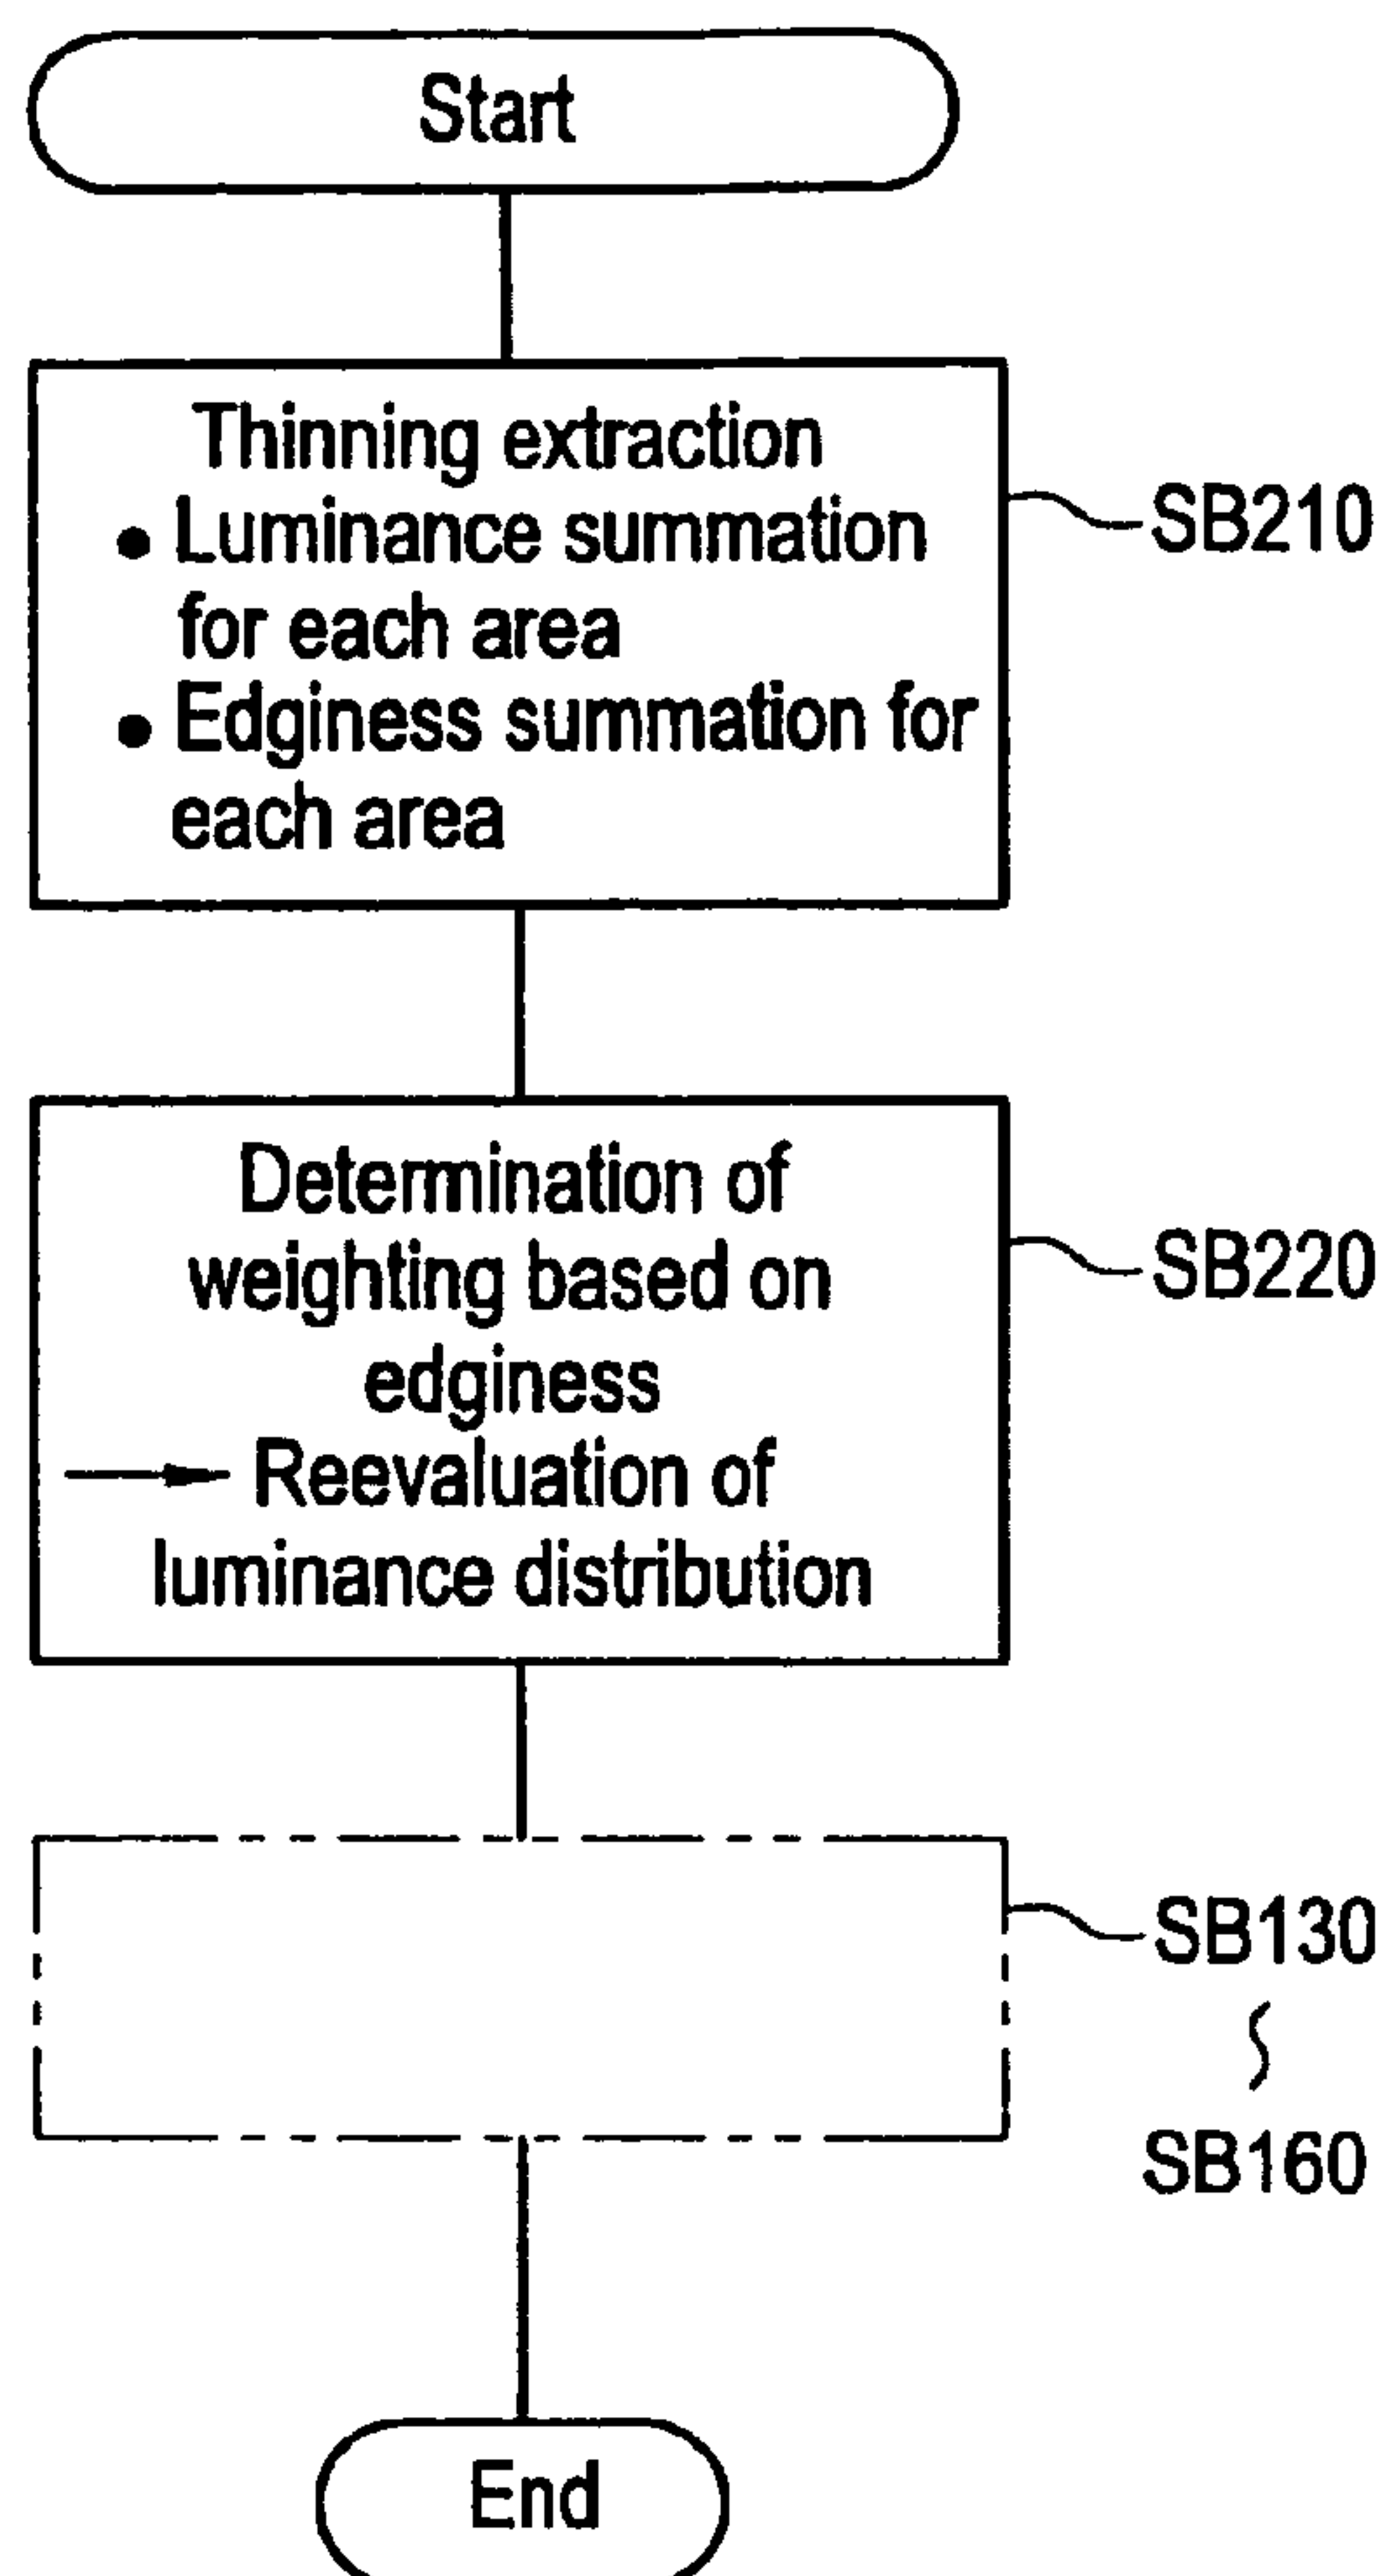 Start
Thinning extraction
• Luminance summation
for each area
• Edginess summation for
each area
SB210
Determination of
weighting based on
edginess
Reevaluation of
luminance distribution
SB220
SB130
SB160
End